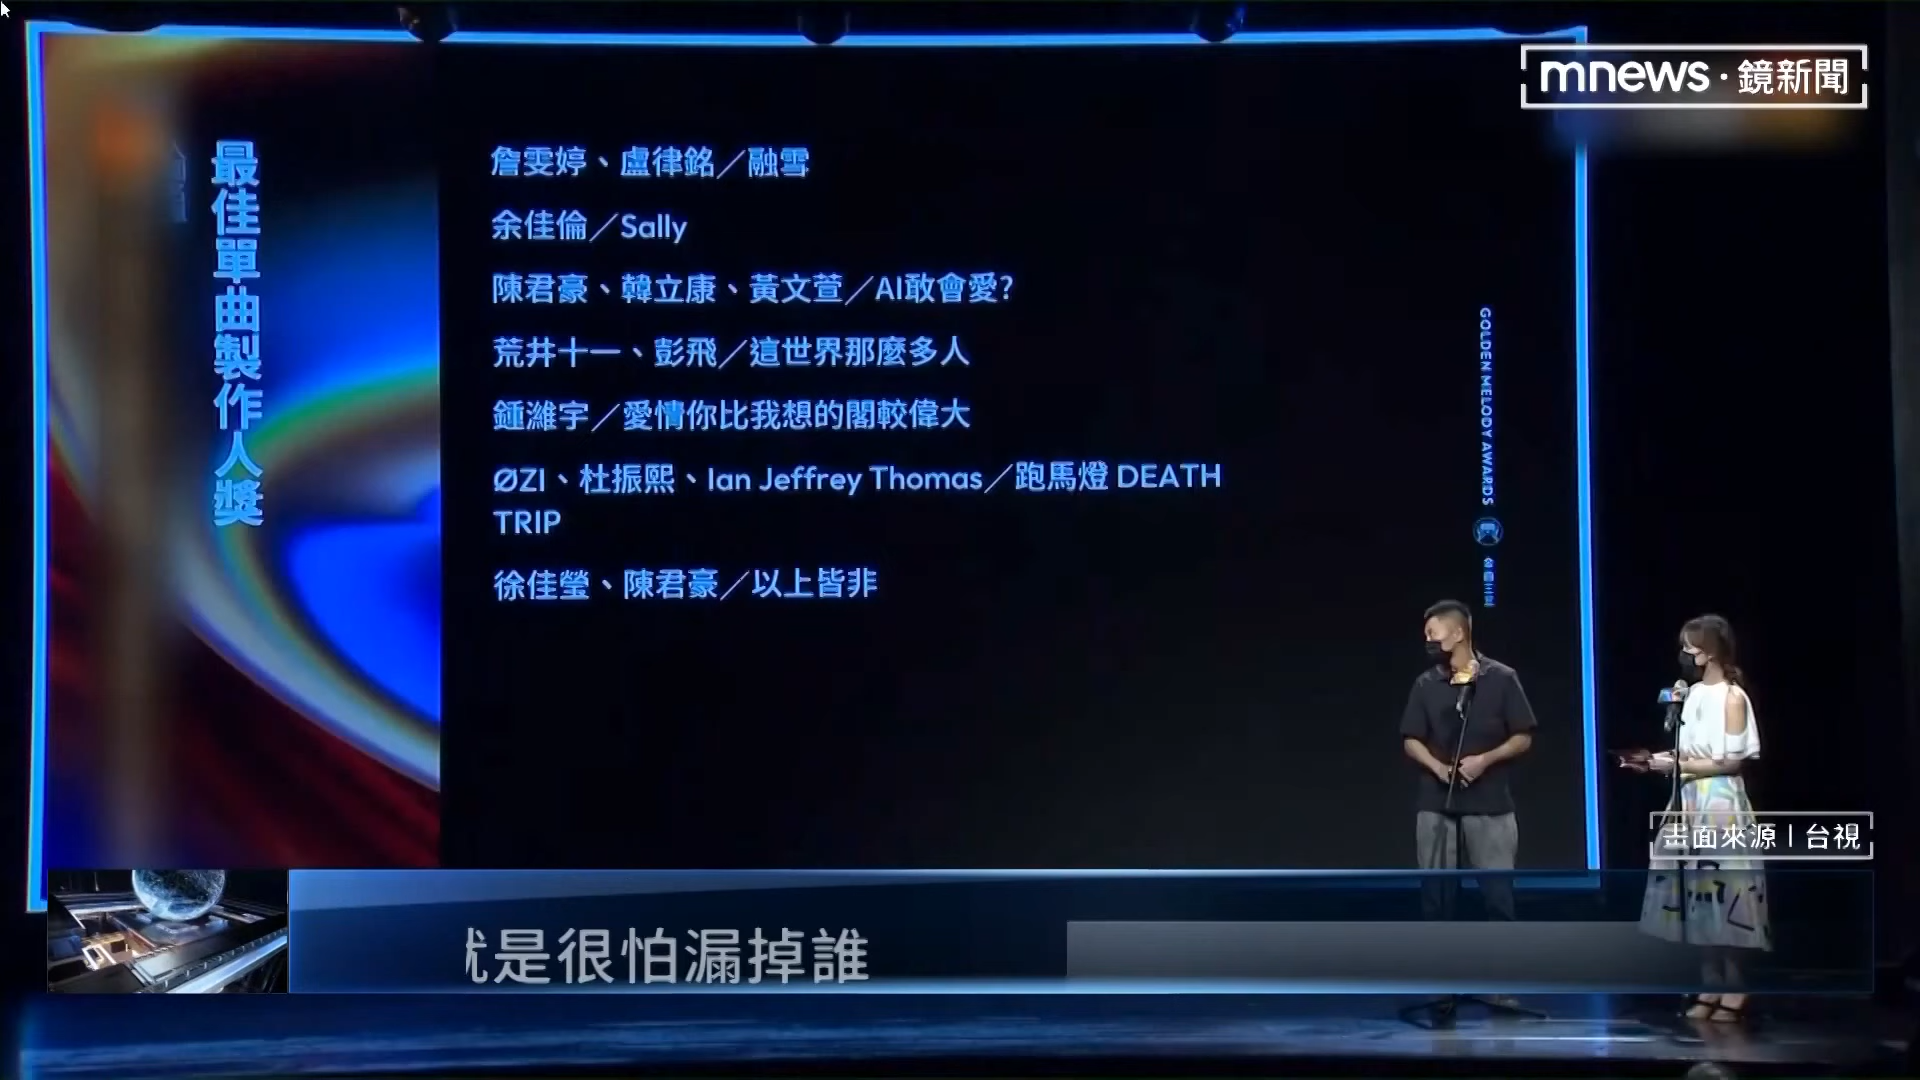 mnews·鏡新聞
最佳單曲製作人獎
詹雯婷、盧律銘／融雪
余佳倫／Sally
陳君豪、韓立康、黃文萱／AI敢會愛?
荒井十一、彭飛／這世界那麼多人
鍾濰宇／愛情你比我想的閣較偉大
ØZI、杜振熙、Ian Jeffrey Thomas／跑馬燈 DEATH
TRIP
徐佳瑩、陳君豪／以上皆非
GOLDEN MELODY AWARDS
畫面來源 | 台視
就是很怕漏掉誰